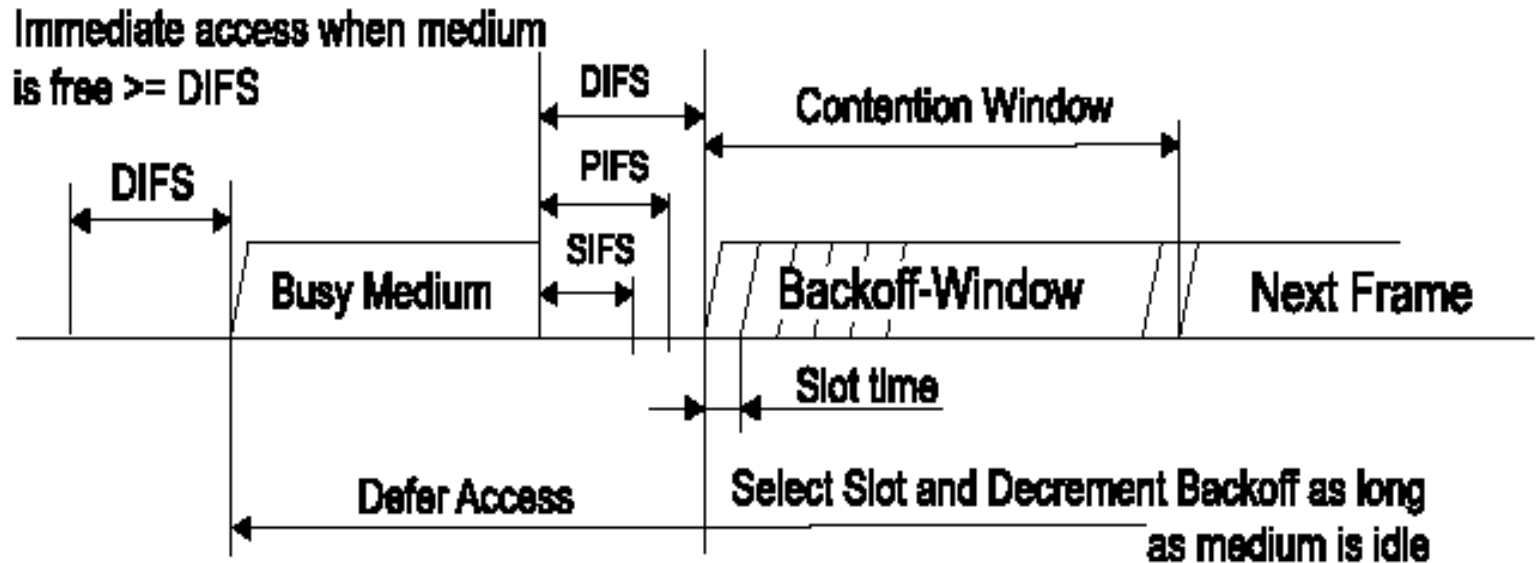 Immediate access when medium
is free >= DIFS
DIFS
DIFS
PIFS
SIFS
Contention Window
Busy Medium
Backoff-Window
Next Frame
Slot time
Defer Access
Select Slot and Decrement Backoff as long
as medium is idle